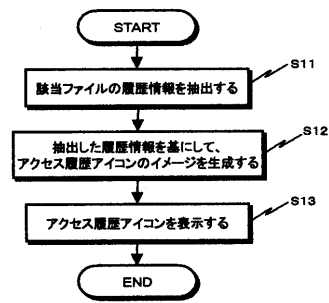 START
S11
該当ファイルの履歴情報を抽出する
S12
抽出した履歴情報を基にして、
アクセス履歴アイコンのイメージを生成する
S13
アクセス履歴アイコンを表示する
END